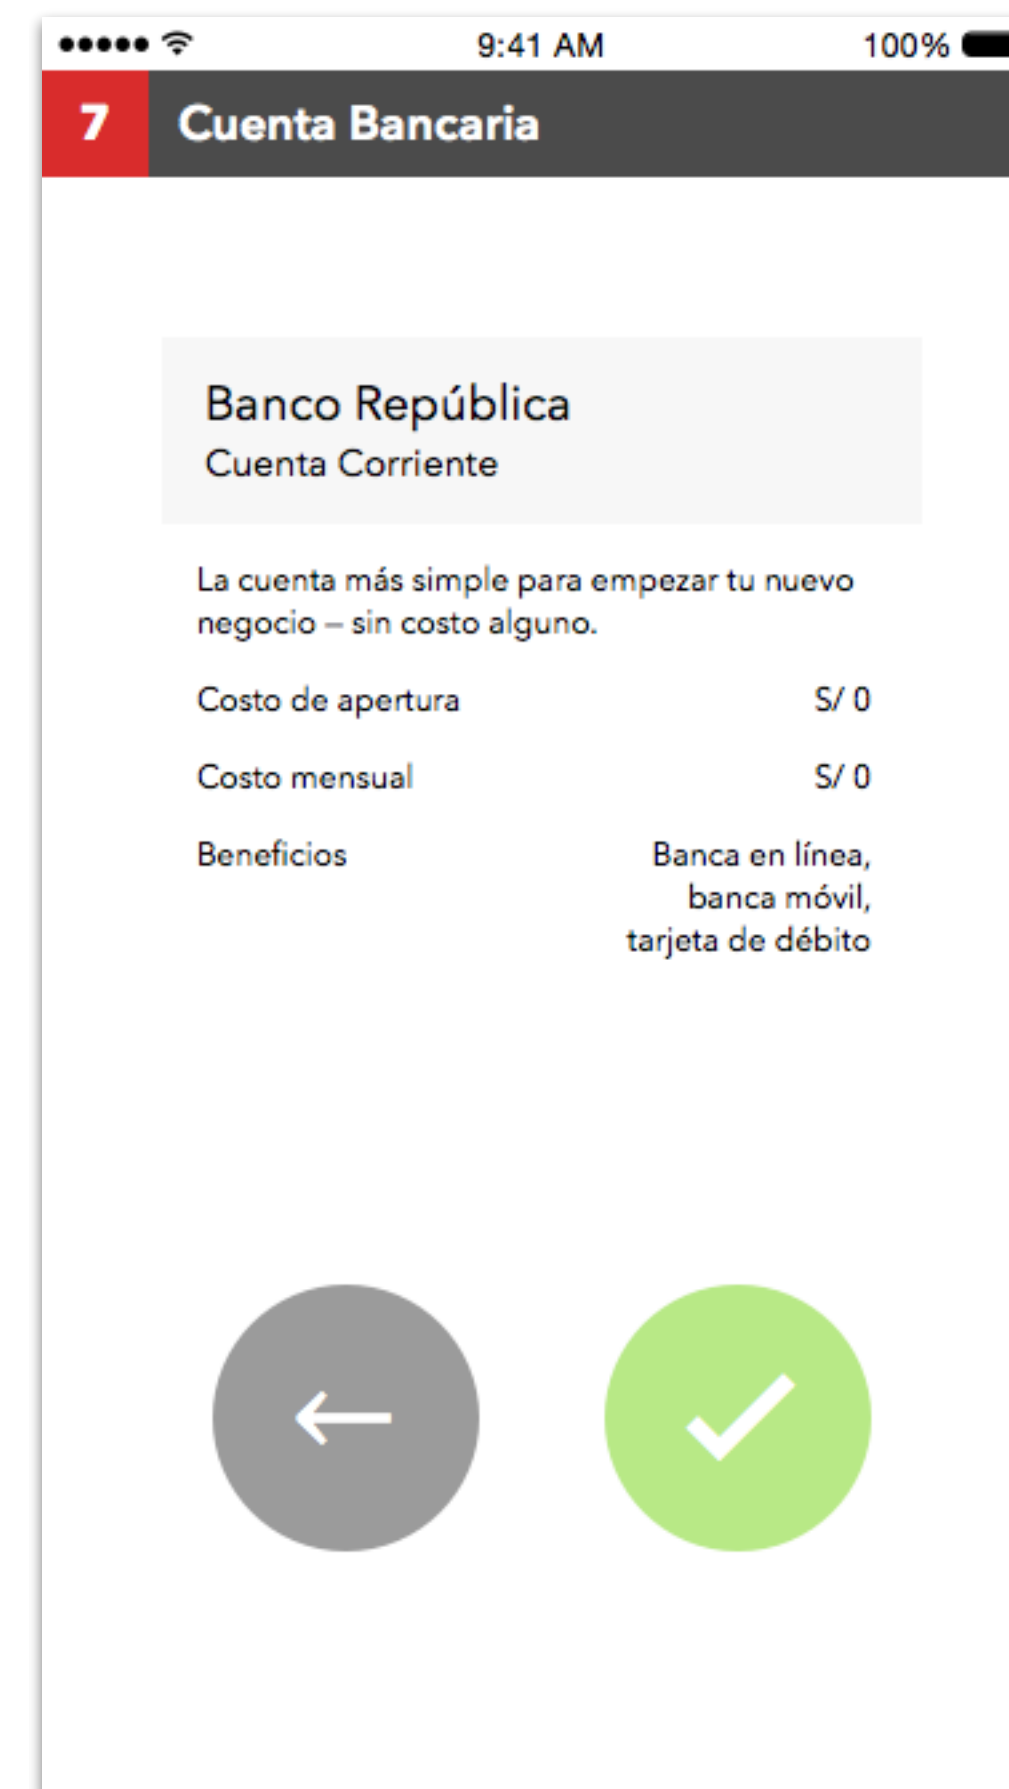 9:41 AM
100%
7 Cuenta Bancaria
Banco República
Cuenta Corriente
La cuenta más simple para empezar tu nuevo
negocio – sin costo alguno.
Costo de apertura S/ 0
Costo mensual S/ 0
Beneficios Banca en línea,
banca móvil,
tarjeta de débito